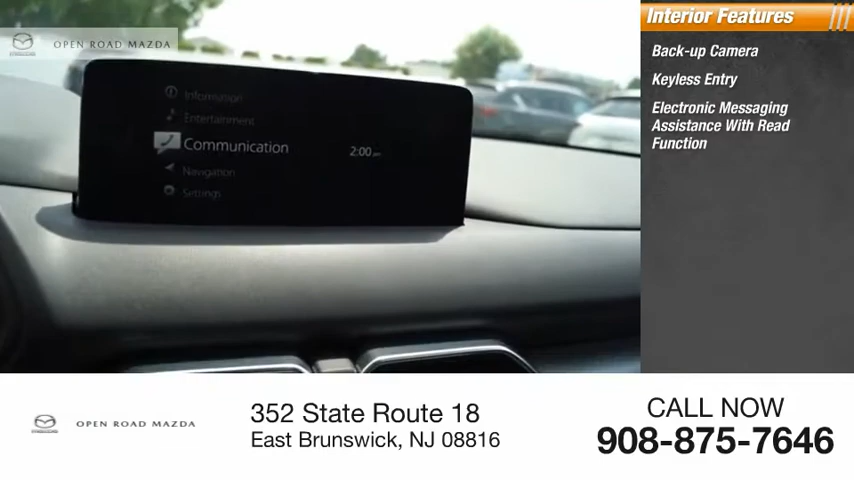 OPEN ROAD MAZDA
Information
Entertainment
Communication
2:00 pm
Navigation
Settings
Interior Features
Back-up Camera
Keyless Entry
Electronic Messaging
Assistance With Read
Function
OPEN ROAD MAZDA
352 State Route 18
East Brunswick, NJ 08816
CALL NOW
908-875-7646